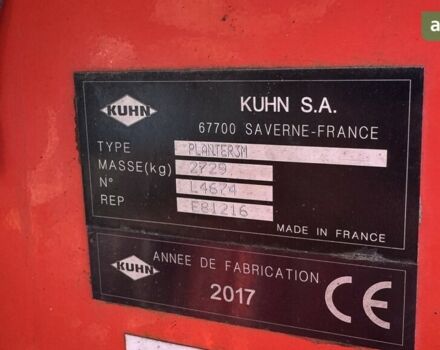 KUHN
KUHN S.A.
67700 SAVERNE-FRANCE
TYPE PLANTER3M
MASSE(kg) 2729
N° L4674
REP E81216
MADE IN FRANCE
KUHN
ANNEE DE FABRICATION
2017
CE
a